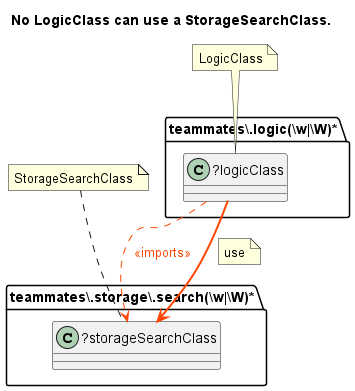 No LogicClass can use a StorageSearchClass.
LogicClass
teammates\.logic(\w|\W)*
C ?logicClass
StorageSearchClass
«imports»
use
teammates\.storage\.search(\w|\W)*
C ?storageSearchClass